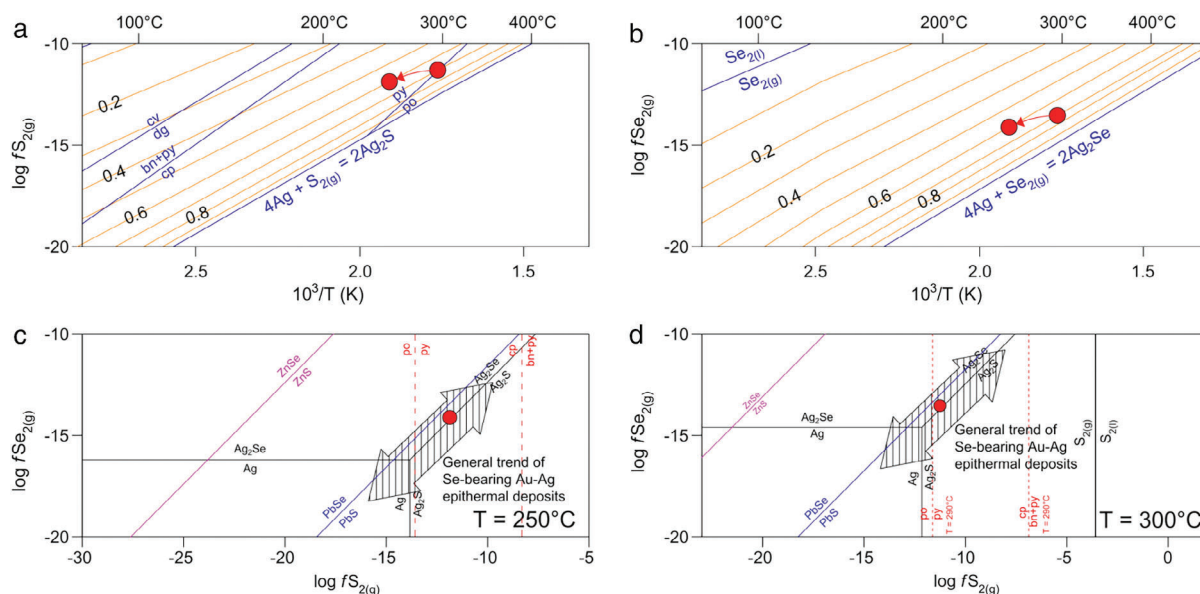 a
100°C 200°C 300°C 400°C
-10
-15
-20
log fS2(g)
0.2
0.4
0.6
0.8
cv
dg
bn+py
cp
py
po
4Ag + S2(g) = 2Ag2S
2.5 2.0 1.5
10³/T (K)
b
100°C 200°C 300°C 400°C
-10
-15
-20
log fSe2(g)
Se2(l)
Se2(g)
0.2
0.4
0.6
0.8
4Ag + Se2(g) = 2Ag2Se
2.5 2.0 1.5
10³/T (K)
c
-10
-15
-20
log fSe2(g)
ZnSe
ZnS
po
py
cp
bn+py
Ag2Se
Ag2S
Ag2Se
Ag
General trend of
Se-bearing Au-Ag
epithermal deposits
PbSe
PbS
Ag
Ag2S
T = 250°C
-30 -25 -20 -15 -10 -5
log fS2(g)
d
-10
-15
-20
log fSe2(g)
ZnSe
ZnS
Ag2Se
Ag2S
Ag2Se
Ag
General trend of
Se-bearing Au-Ag
epithermal deposits
S2(g)
S2(l)
PbSe
PbS
Ag
Ag2S
po
py
T = 290°C
cp
bn+py
T = 290°C
T = 300°C
-20 -15 -10 -5 0
log fS2(g)